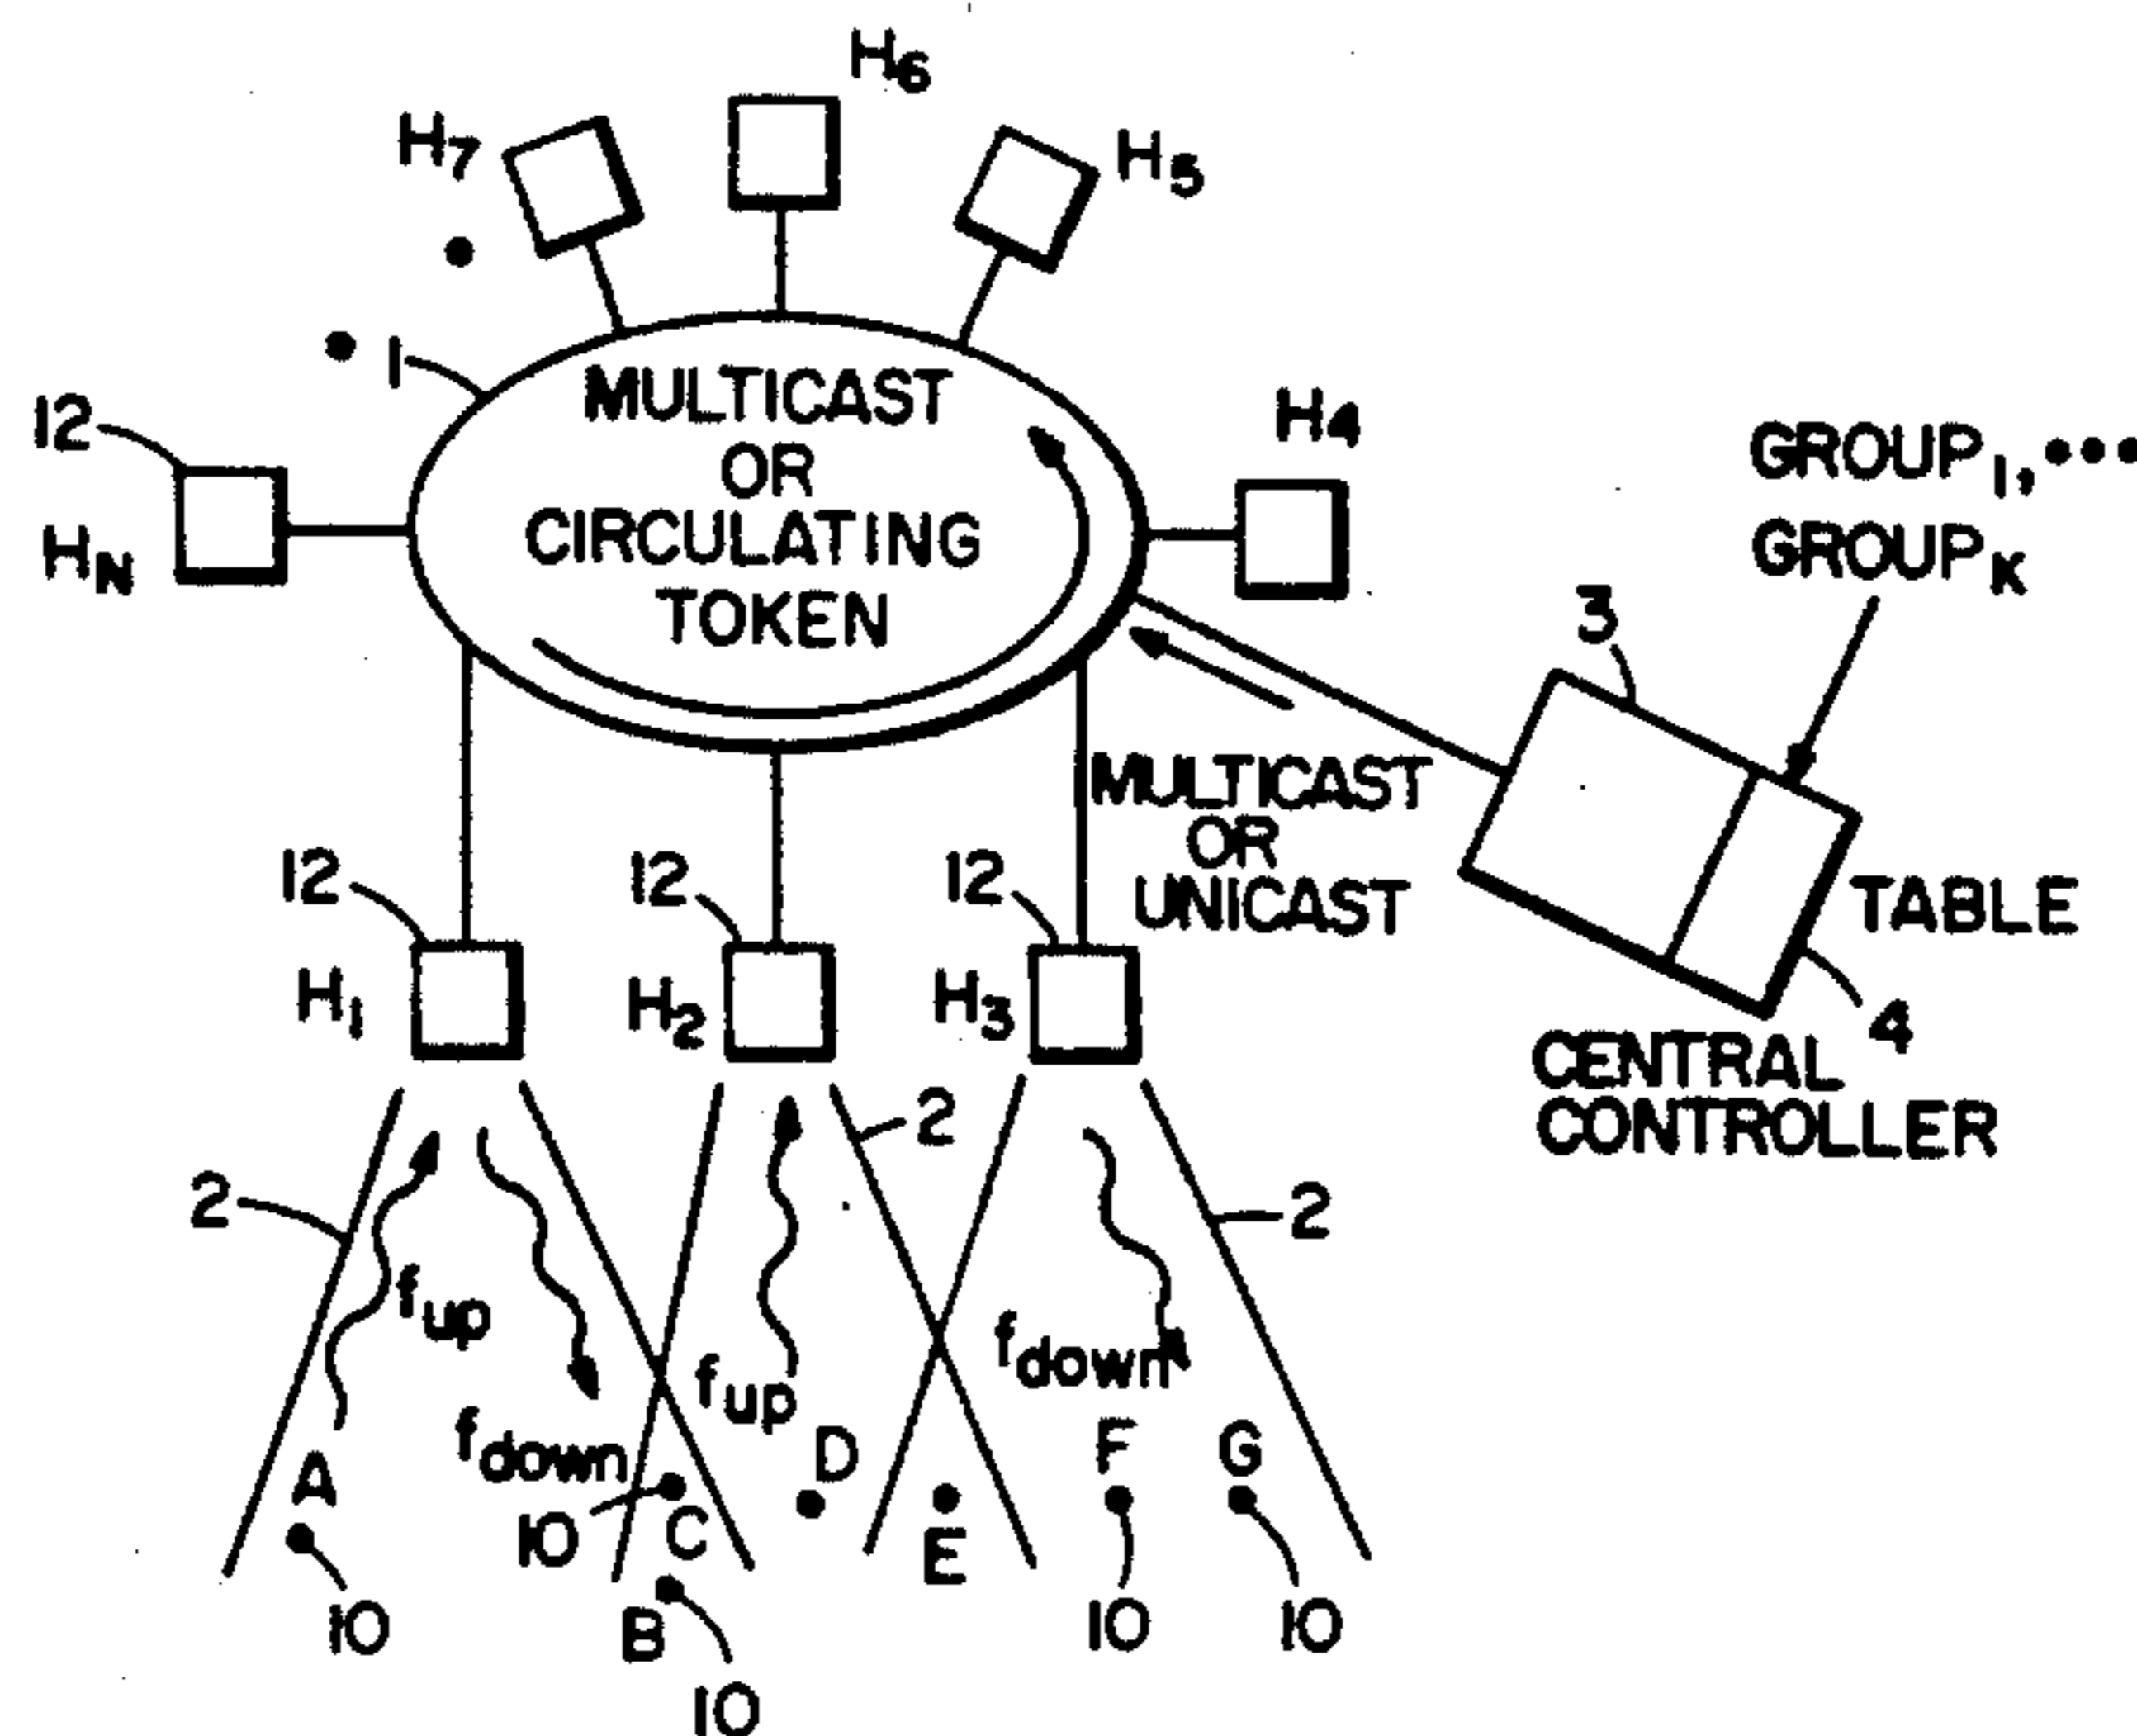 H6
H7
H5
1
MULTICAST
OR
CIRCULATING
TOKEN
12
HN
H4
GROUP1,•••
GROUPK
3
MULTICAST
OR
UNICAST
TABLE
4
CENTRAL
CONTROLLER
12
H1
12
H2
12
H3
2
2
2
fup
fdown
fup
fdown
A
10
10
C
B
10
D
E
F
10
G
10